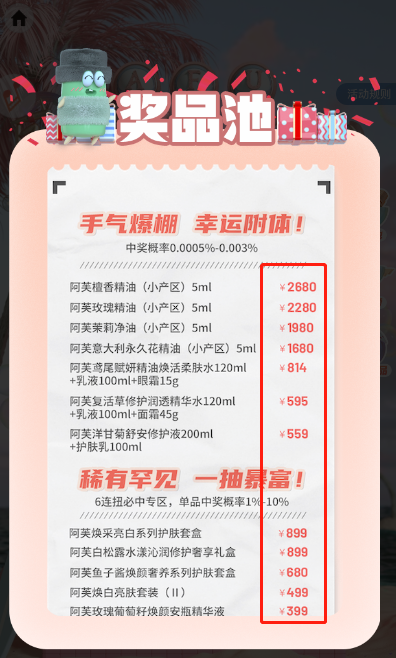 活动规则
奖品池
手气爆棚 幸运附体!
中奖概率0.0005%-0.003%
阿芙檀香精油（小产区）5ml ¥2680
阿芙玫瑰精油（小产区）5ml ¥2280
阿芙茉莉净油（小产区）5ml ¥1980
阿芙意大利永久花精油（小产区）5ml ¥1680
阿芙鸢尾赋妍精油焕活柔肤水120ml ¥814
+乳液100ml+眼霜15g
阿芙复活草修护润透精华水120ml ¥595
+乳液100ml+面霜45g
阿芙洋甘菊舒安修护液200ml ¥559
+护肤乳100ml
稀有罕见 一抽暴富!
6连扭必中专区，单品中奖概率1%-10%
阿芙焕采亮白系列护肤套盒 ¥899
阿芙白松露水漾沁润修护奢享礼盒 ¥899
阿芙鱼子酱焕颜奢养系列护肤套盒 ¥680
阿芙焕白亮肤套装（II） ¥499
阿芙玫瑰葡萄籽焕颜安瓶精华液 ¥399